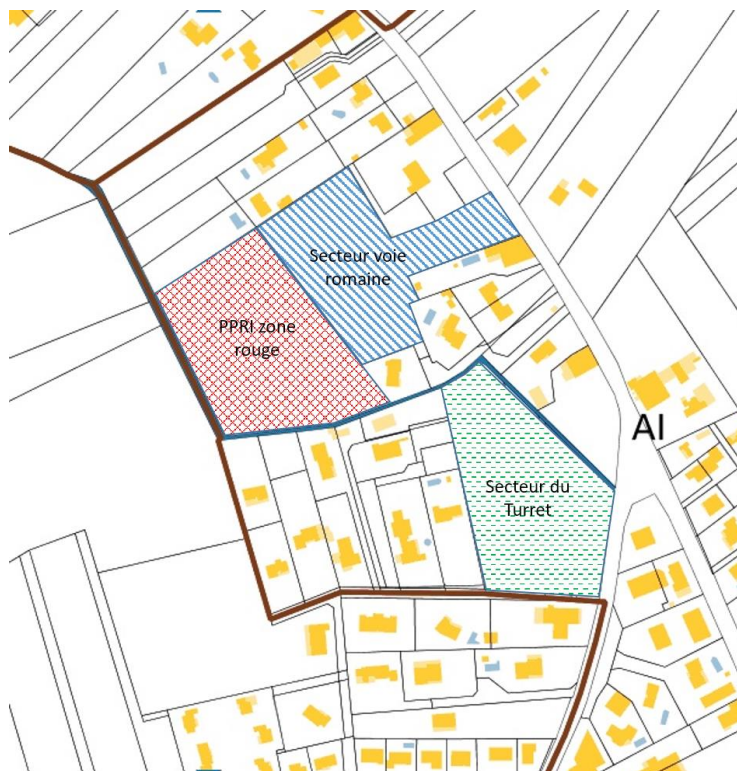 Secteur voie
romaine
PPRI zone
rouge
AI
Secteur du
Turret